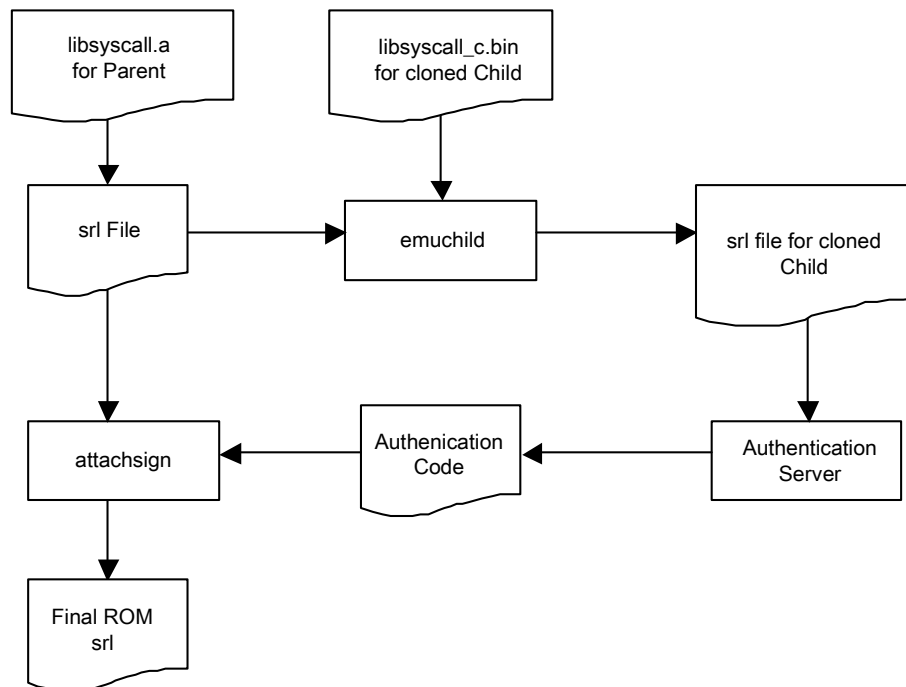 libsyscall.a
for Parent
libsyscall_c.bin
for cloned Child
srl File
emuchild
srl file for cloned
Child
attachsign
Authenication
Code
Authentication
Server
Final ROM
srl